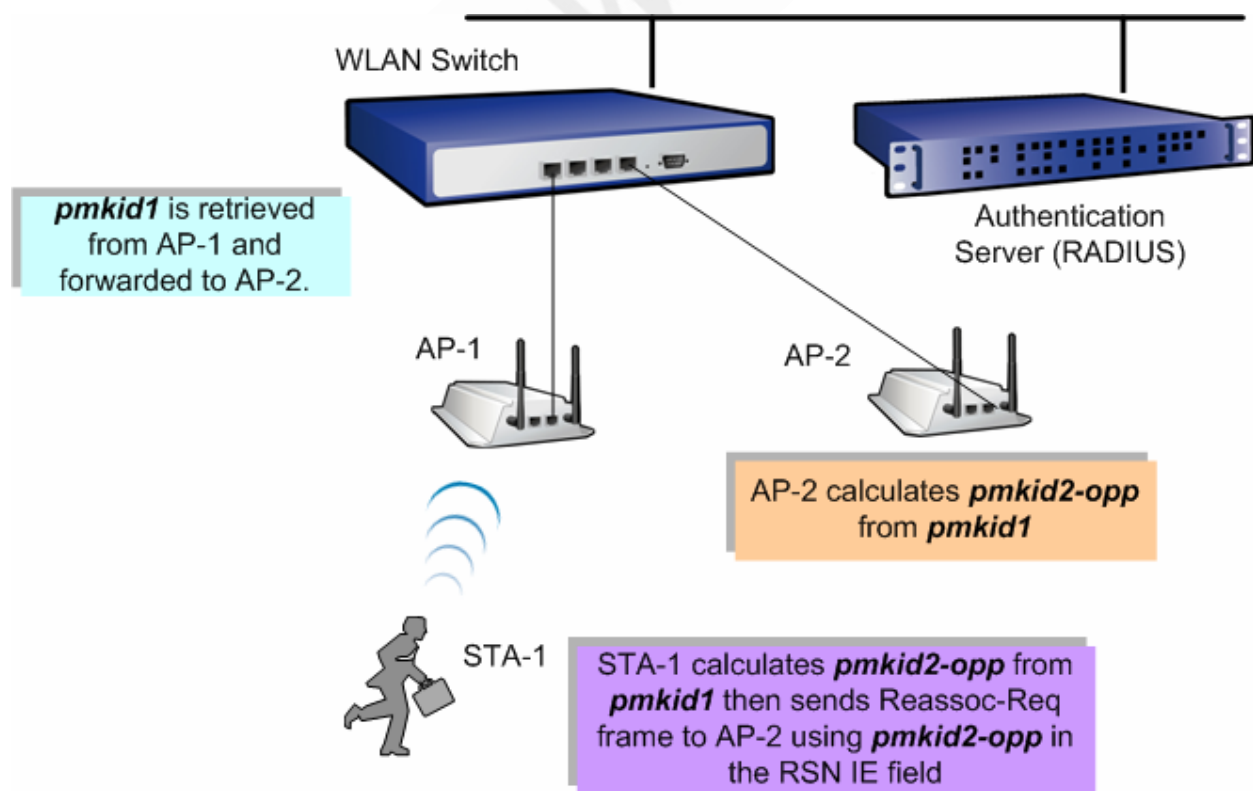 WLAN Switch
pmkid1 is retrieved
from AP-1 and
forwarded to AP-2.
Authentication
Server (RADIUS)
AP-1
AP-2
AP-2 calculates pmkid2-opp
from pmkid1
STA-1
STA-1 calculates pmkid2-opp from
pmkid1 then sends Reassoc-Req
frame to AP-2 using pmkid2-opp in
the RSN IE field